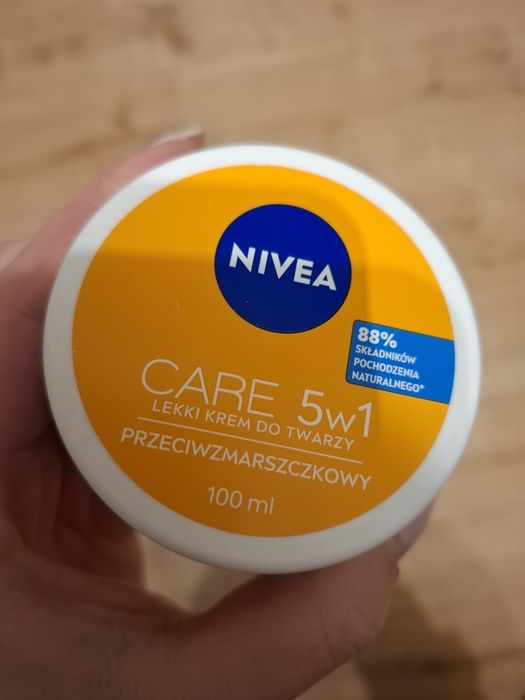 NIVEA
88%
SKŁADNIKÓW
POCHODZENIA
NATURALNEGO*
CARE 5w1
LEKKI KREM DO TWARZY
PRZECIWZMARSZCZKOWY
100 ml